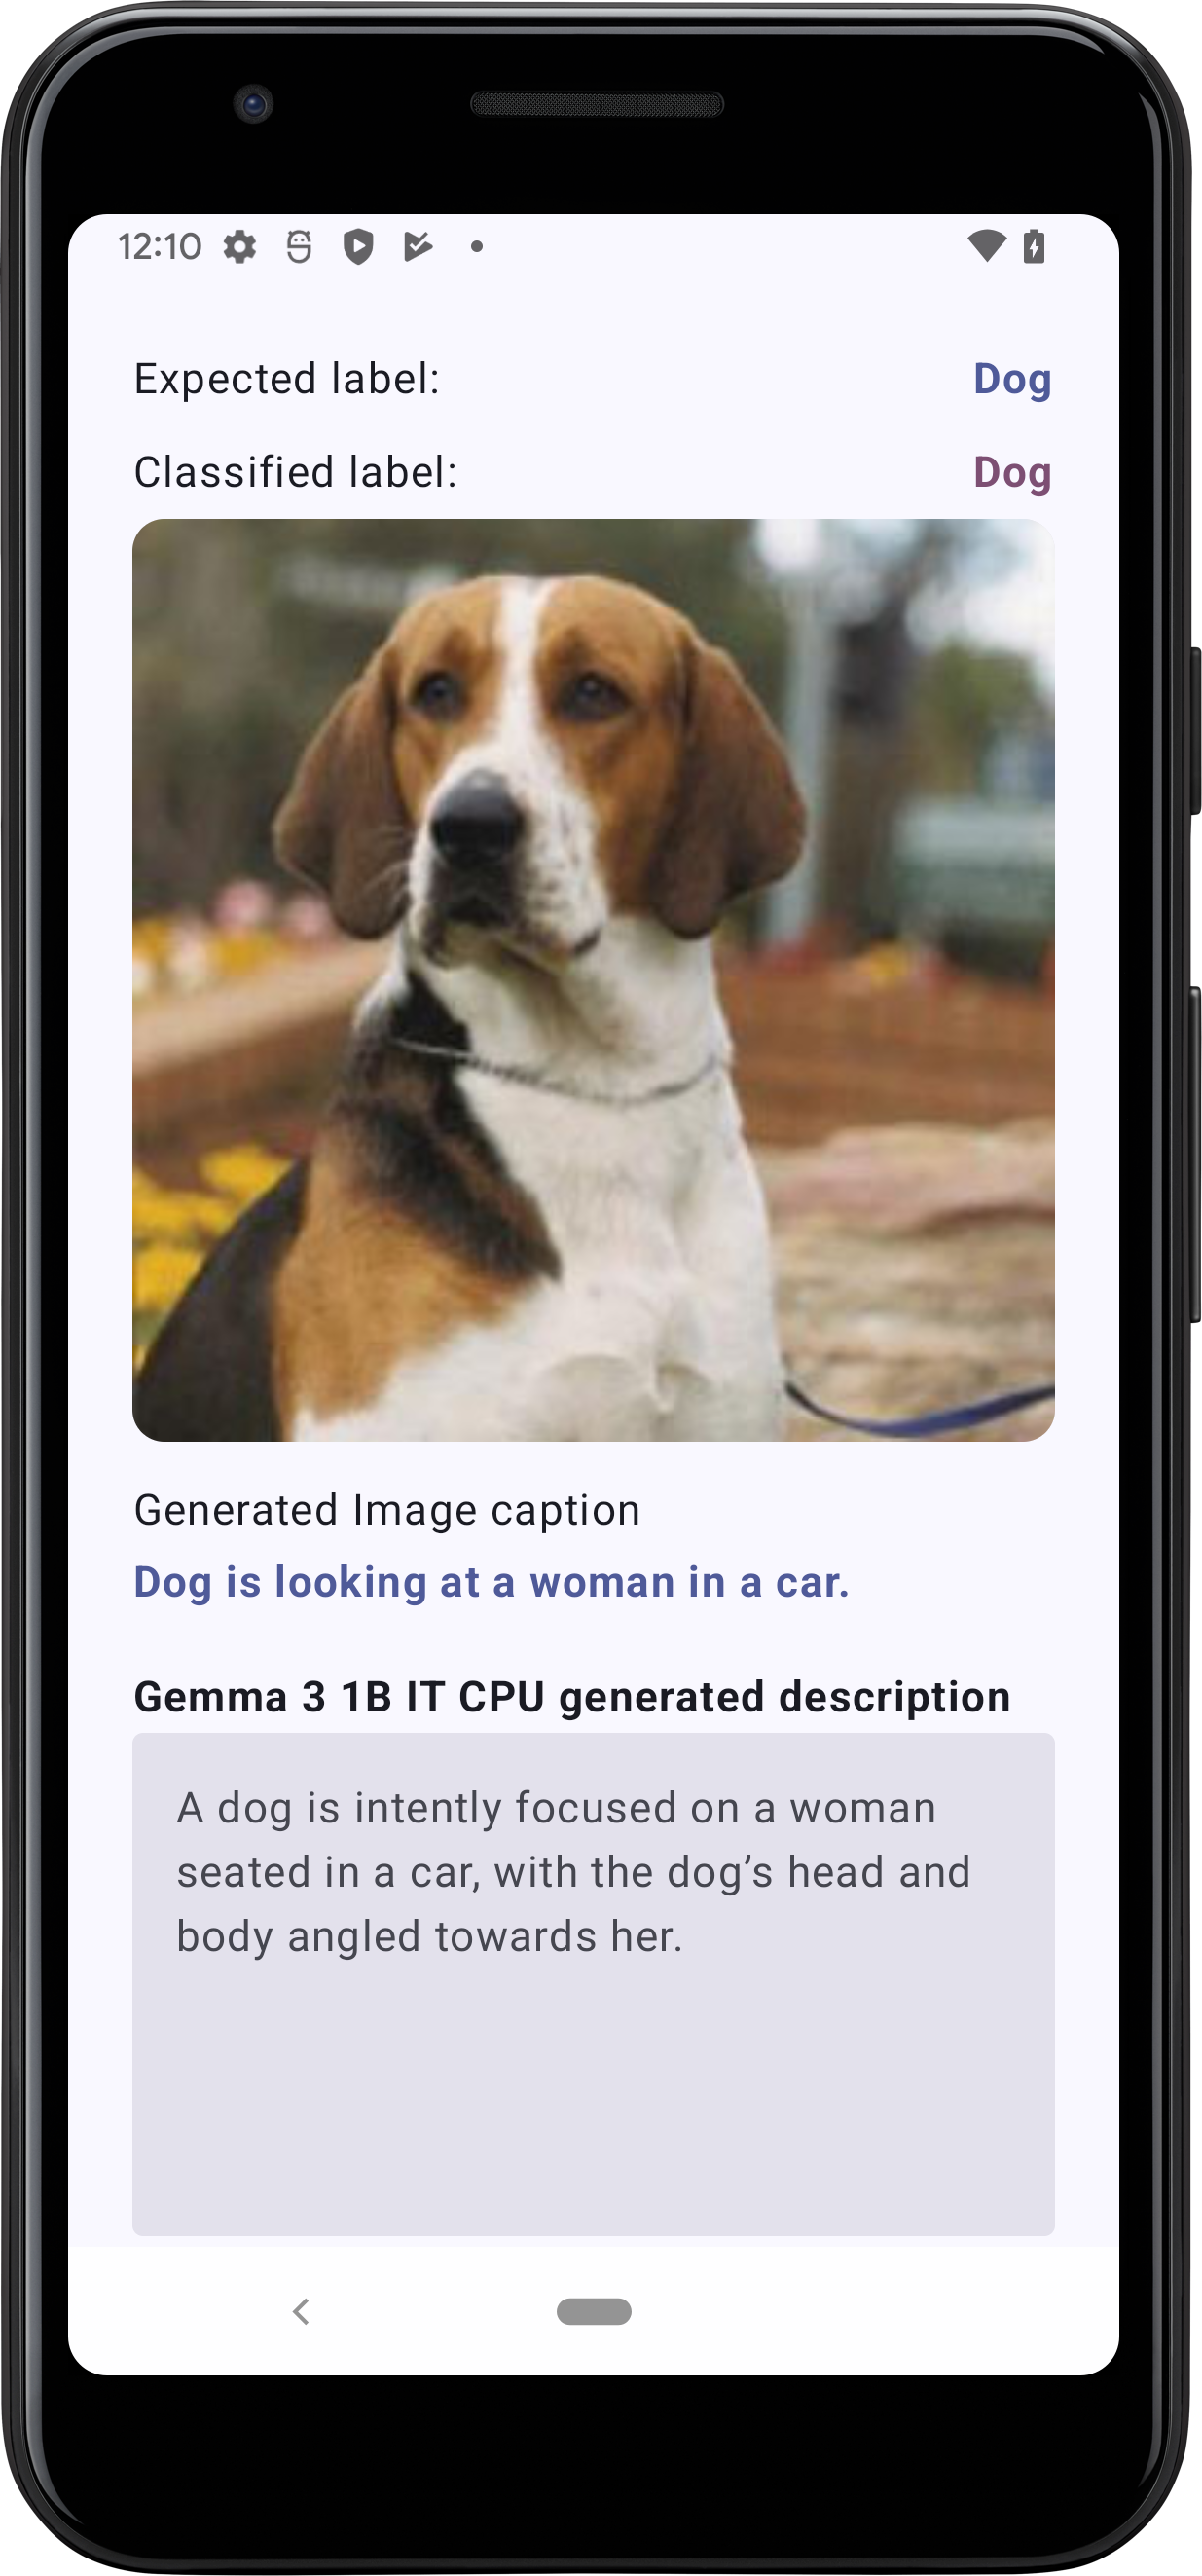 12:10
Expected label: Dog
Classified label: Dog
Generated Image caption
Dog is looking at a woman in a car.
Gemma 3 1B IT CPU generated description
A dog is intently focused on a woman
seated in a car, with the dog’s head and
body angled towards her.